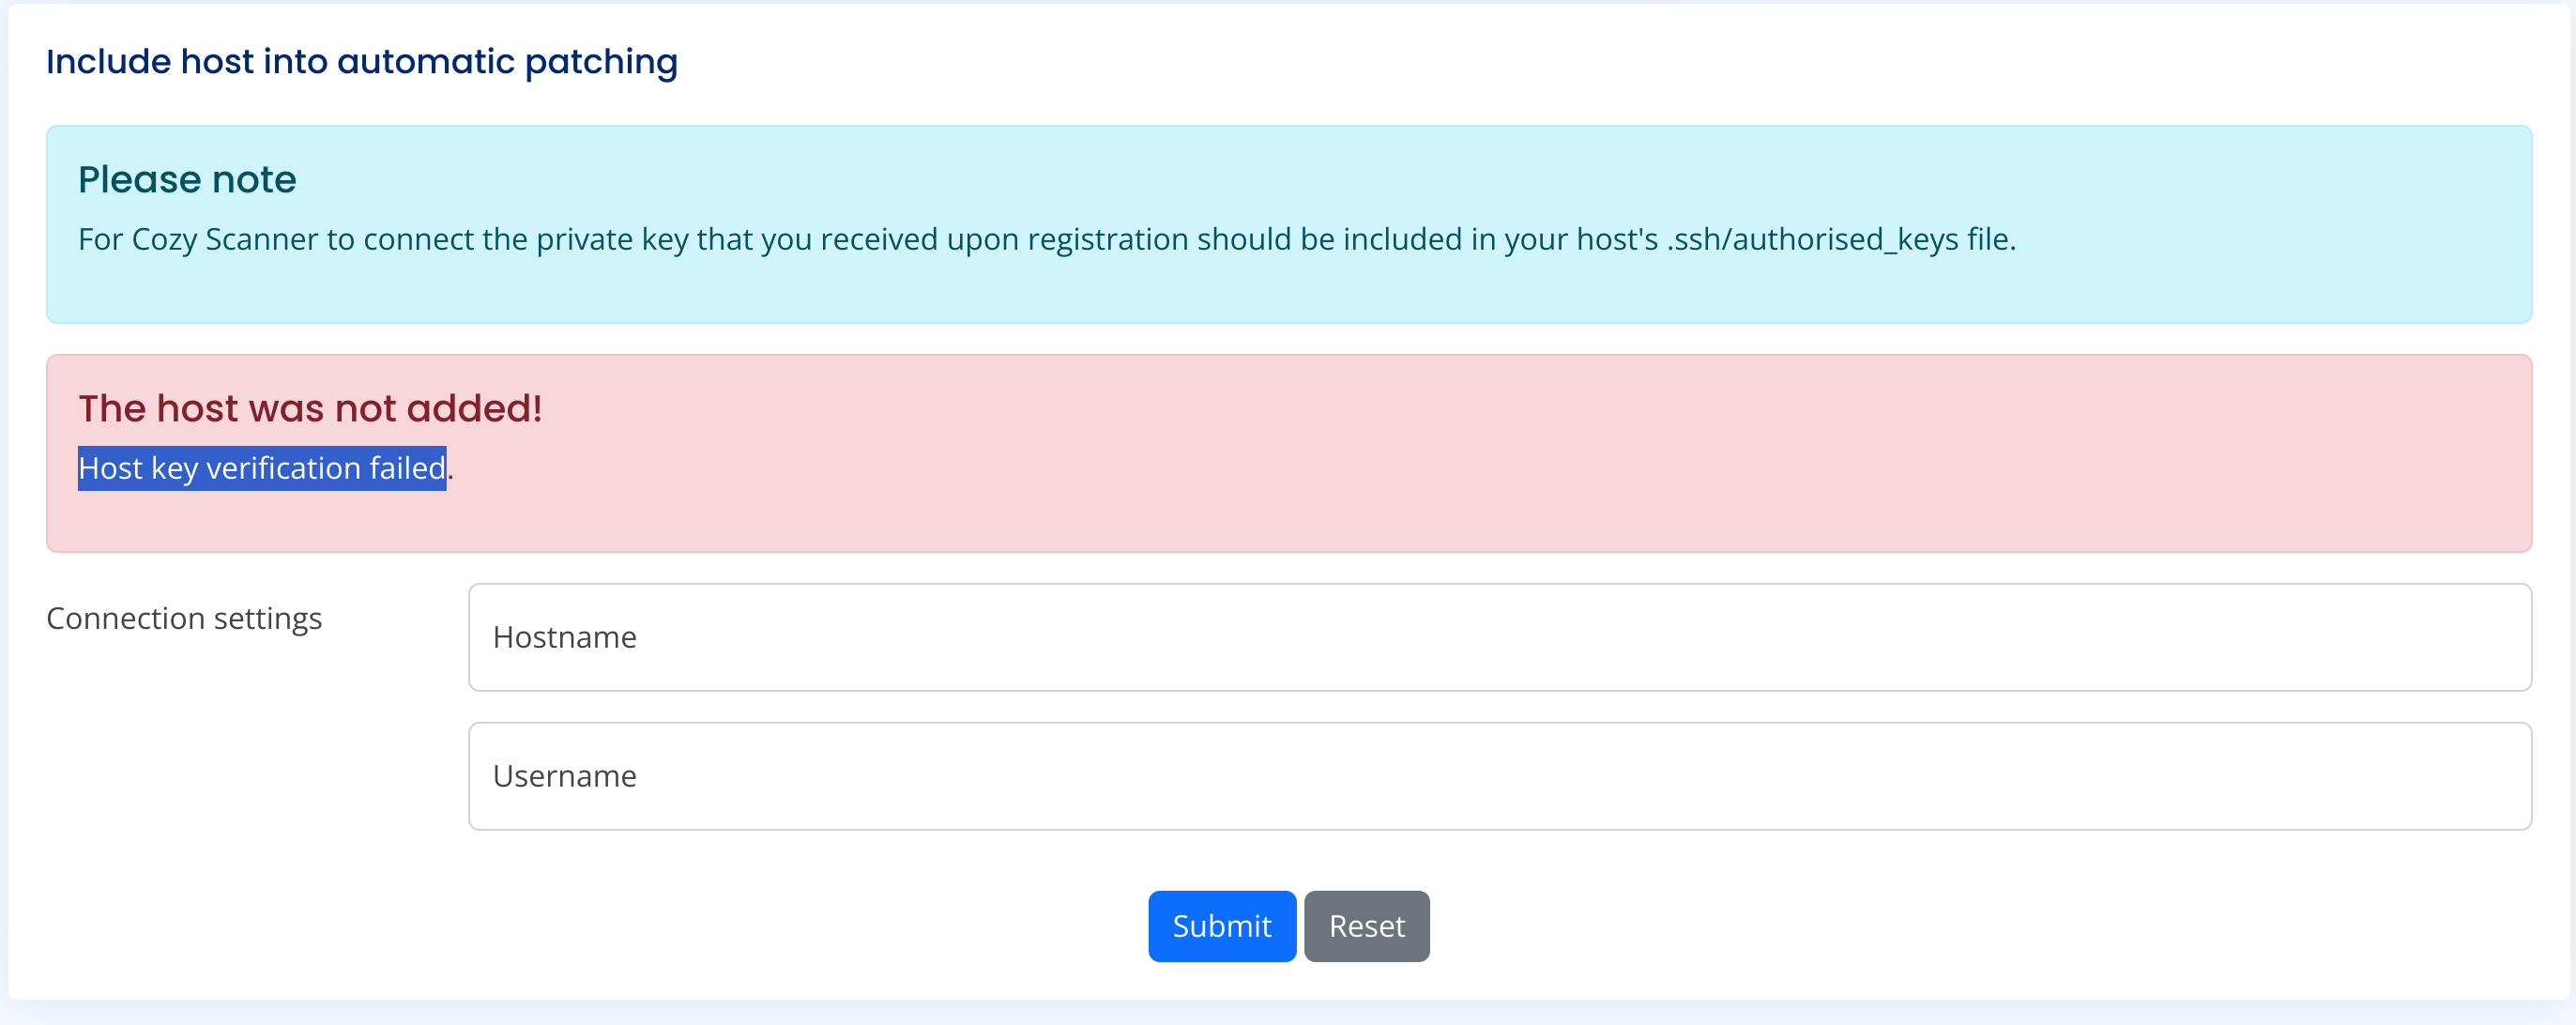 Include host into automatic patching
Please note
For Cozy Scanner to connect the private key that you received upon registration should be included in your host's .ssh/authorised_keys file.
The host was not added!
Host key verification failed.
Connection settings
Hostname
Username
Submit Reset